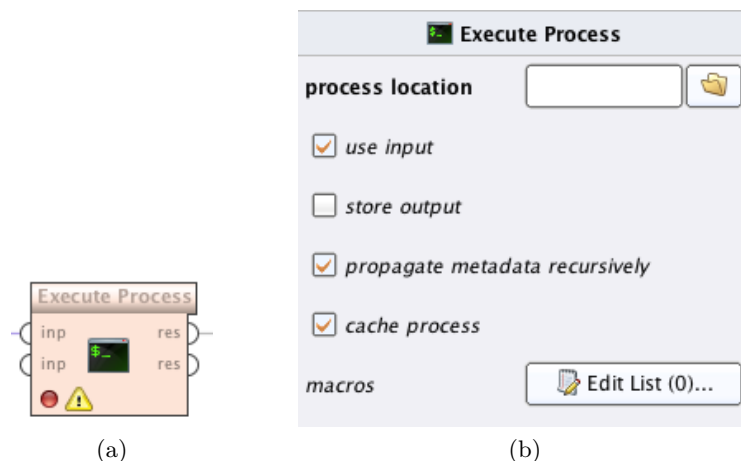 Execute Process
process location
use input
store output
propagate metadata recursively
cache process
macros Edit List (0)...
Execute Process
inp res
$_
inp res
(a) (b)